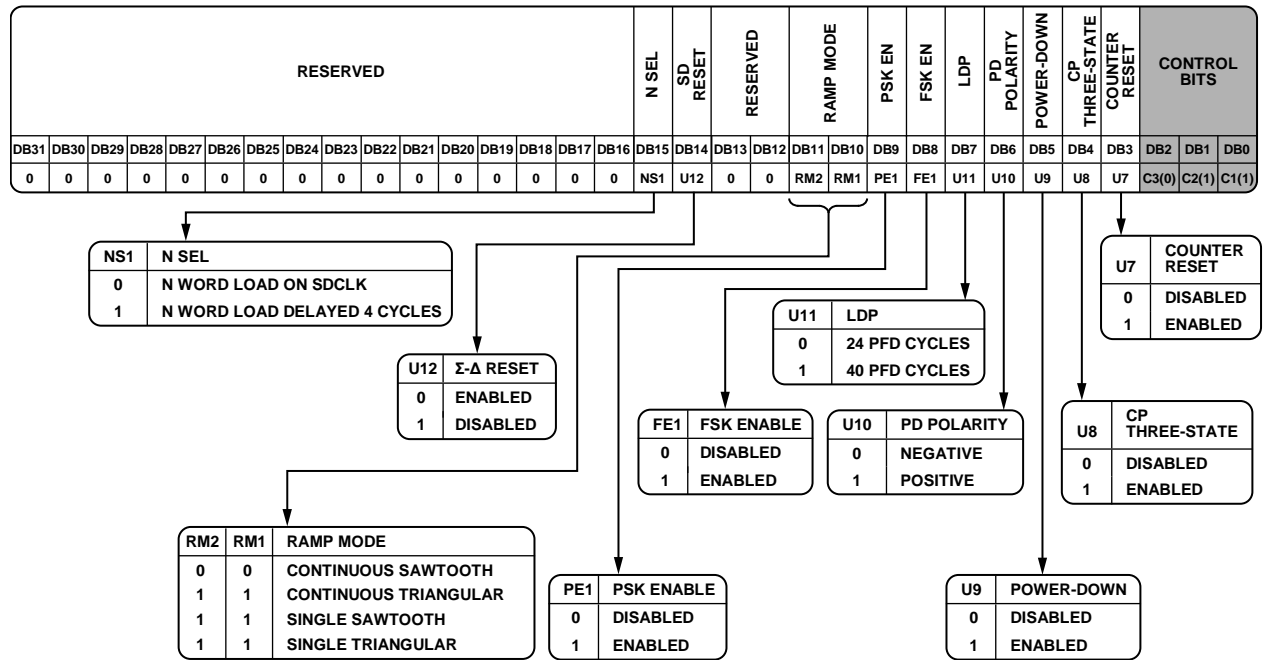 RESERVED
N SEL
SD RESET
RESERVED
RAMP MODE
PSK EN
FSK EN
LDP
PD POLARITY
POWER-DOWN
CP THREE-STATE
COUNTER RESET
CONTROL BITS
DB31 DB30 DB29 DB28 DB27 DB26 DB25 DB24 DB23 DB22 DB21 DB20 DB19 DB18 DB17 DB16 DB15 DB14 DB13 DB12 DB11 DB10 DB9 DB8 DB7 DB6 DB5 DB4 DB3 DB2 DB1 DB0
0 0 0 0 0 0 0 0 0 0 0 0 0 0 0 0 NS1 U12 0 0 RM2 RM1 PE1 FE1 U11 U10 U9 U8 U7 C3(0) C2(1) C1(1)
NS1 N SEL
0 N WORD LOAD ON SDCLK
1 N WORD LOAD DELAYED 4 CYCLES
U7 COUNTER RESET
0 DISABLED
1 ENABLED
U11 LDP
0 24 PFD CYCLES
1 40 PFD CYCLES
U12 Σ-Δ RESET
0 ENABLED
1 DISABLED
FE1 FSK ENABLE
0 DISABLED
1 ENABLED
U10 PD POLARITY
0 NEGATIVE
1 POSITIVE
U8 CP THREE-STATE
0 DISABLED
1 ENABLED
RM2 RM1 RAMP MODE
0 0 CONTINUOUS SAWTOOTH
1 1 CONTINUOUS TRIANGULAR
1 1 SINGLE SAWTOOTH
1 1 SINGLE TRIANGULAR
PE1 PSK ENABLE
0 DISABLED
1 ENABLED
U9 POWER-DOWN
0 DISABLED
1 ENABLED